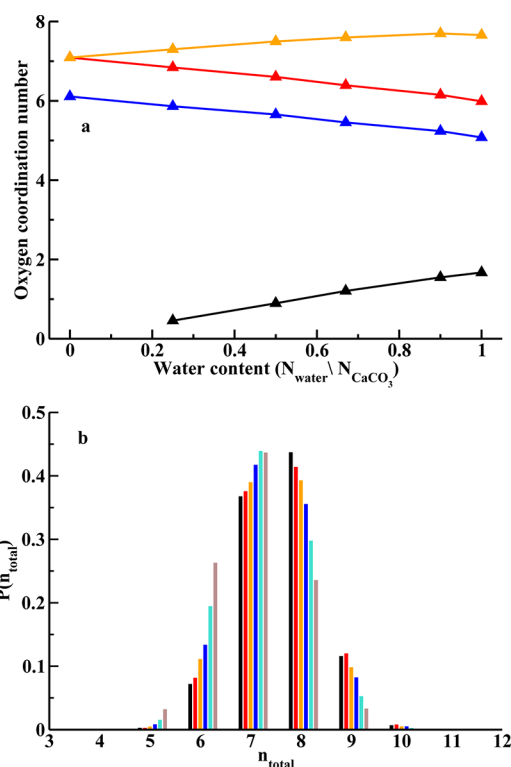 8
6
4
2
0
Oxygen coordination number
a
0 0.2 0.4 0.6 0.8 1
Water content (N_water\ N_CaCO_3)
0.5
0.4
0.3
0.2
0.1
0
P(n_total)
b
3 4 5 6 7 8 9 10 11 12
n_total